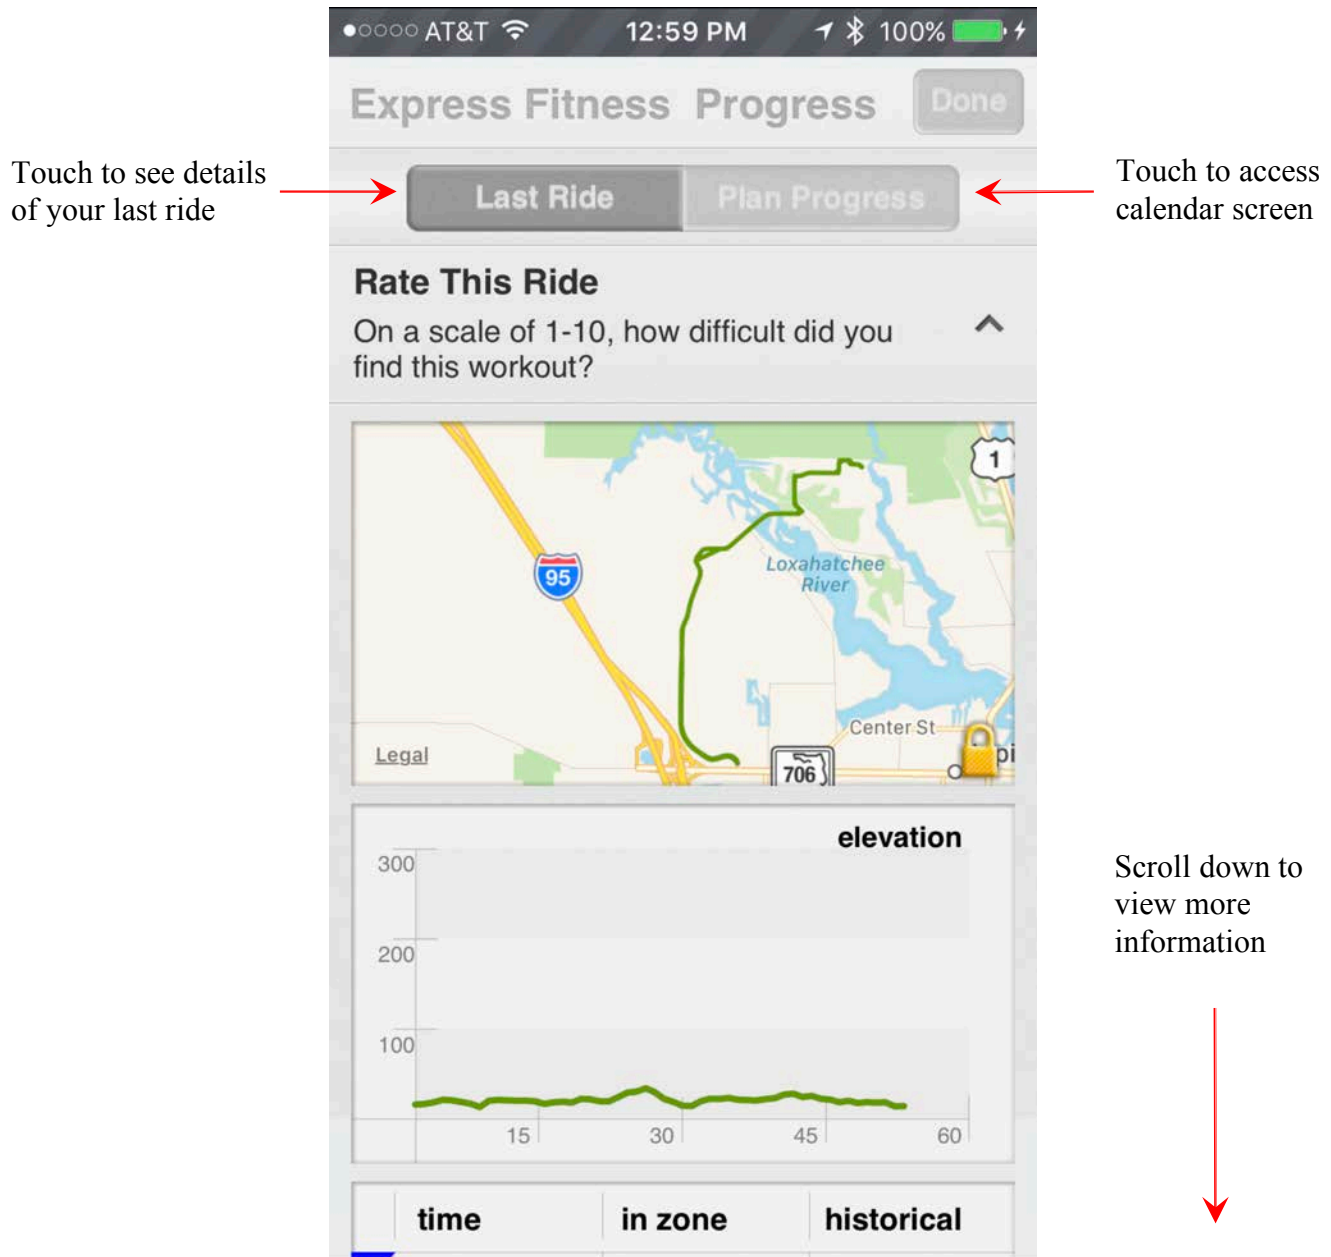 AT&T 12:59 PM 100%
Express Fitness Progress Done
Touch to see details
of your last ride
Last Ride Plan Progress
Touch to access
calendar screen
Rate This Ride
On a scale of 1-10, how difficult did you
find this workout?
1
95
Loxahatchee
River
Center St
Legal
706
pi
elevation
300
200
100
15 30 45 60
Scroll down to
view more
information
time in zone historical